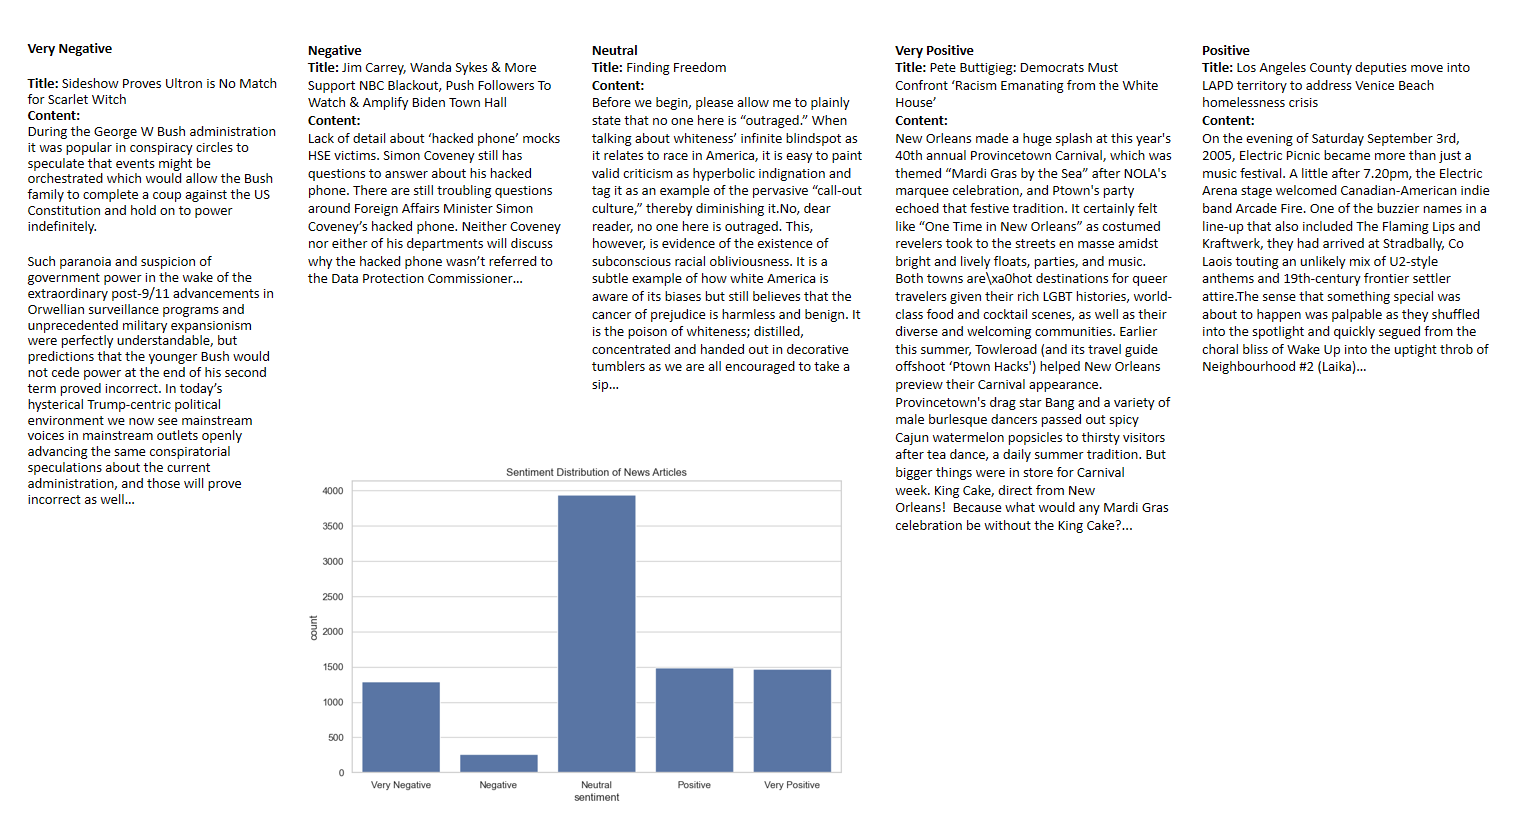 Very Negative
Title: Sideshow Proves Ultron is No Match
for Scarlet Witch
Content:
During the George W Bush administration
it was popular in conspiracy circles to
speculate that events might be
orchestrated which would allow the Bush
family to complete a coup against the US
Constitution and hold on to power
indefinitely.
Such paranoia and suspicion of
government power in the wake of the
extraordinary post-9/11 advancements in
Orwellian surveillance programs and
unprecedented military expansionism
were perfectly understandable, but
predictions that the younger Bush would
not cede power at the end of his second
term proved incorrect. In today’s
hysterical Trump-centric political
environment we now see mainstream
voices in mainstream outlets openly
advancing the same conspiratorial
speculations about the current
administration, and those will prove
incorrect as well...
Negative
Title: Jim Carrey, Wanda Sykes & More
Support NBC Blackout, Push Followers To
Watch & Amplify Biden Town Hall
Content:
Lack of detail about ‘hacked phone’ mocks
HSE victims. Simon Coveney still has
questions to answer about his hacked
phone. There are still troubling questions
around Foreign Affairs Minister Simon
Coveney’s hacked phone. Neither Coveney
nor either of his departments will discuss
why the hacked phone wasn’t referred to
the Data Protection Commissioner...
Neutral
Title: Finding Freedom
Content:
Before we begin, please allow me to plainly
state that no one here is “outraged.” When
talking about whiteness’ infinite blindspot as
it relates to race in America, it is easy to paint
valid criticism as hyperbolic indignation and
tag it as an example of the pervasive “call-out
culture,” thereby diminishing it.No, dear
reader, no one here is outraged. This,
however, is evidence of the existence of
subconscious racial obliviousness. It is a
subtle example of how white America is
aware of its biases but still believes that the
cancer of prejudice is harmless and benign. It
is the poison of whiteness; distilled,
concentrated and handed out in decorative
tumblers as we are all encouraged to take a
sip...
Very Positive
Title: Pete Buttigieg: Democrats Must
Confront ‘Racism Emanating from the White
House’
Content:
New Orleans made a huge splash at this year's
40th annual Provincetown Carnival, which was
themed “Mardi Gras by the Sea” after NOLA's
marquee celebration, and Ptown's party
echoed that festive tradition. It certainly felt
like “One Time in New Orleans” as costumed
revelers took to the streets en masse amidst
bright and lively floats, parties, and music.
Both towns are\xa0hot destinations for queer
travelers given their rich LGBT histories, world-
class food and cocktail scenes, as well as their
diverse and welcoming communities. Earlier
this summer, Towleroad (and its travel guide
offshoot ‘Ptown Hacks') helped New Orleans
preview their Carnival appearance.
Provincetown's drag star Bang and a variety of
male burlesque dancers passed out spicy
Cajun watermelon popsicles to thirsty visitors
after tea dance, a daily summer tradition. But
bigger things were in store for Carnival
week. King Cake, direct from New
Orleans!  Because what would any Mardi Gras
celebration be without the King Cake?...
Positive
Title: Los Angeles County deputies move into
LAPD territory to address Venice Beach
homelessness crisis
Content:
On the evening of Saturday September 3rd,
2005, Electric Picnic became more than just a
music festival. A little after 7.20pm, the Electric
Arena stage welcomed Canadian-American indie
band Arcade Fire. One of the buzzier names in a
line-up that also included The Flaming Lips and
Kraftwerk, they had arrived at Stradbally, Co
Laois touting an unlikely mix of U2-style
anthems and 19th-century frontier settler
attire.The sense that something special was
about to happen was palpable as they shuffled
into the spotlight and quickly segued from the
choral bliss of Wake Up into the uptight throb of
Neighbourhood #2 (Laika)...
Sentiment Distribution of News Articles
4000
3500
3000
2500
2000
1500
1000
500
0
count
Very Negative
Negative
Neutral
Positive
Very Positive
sentiment